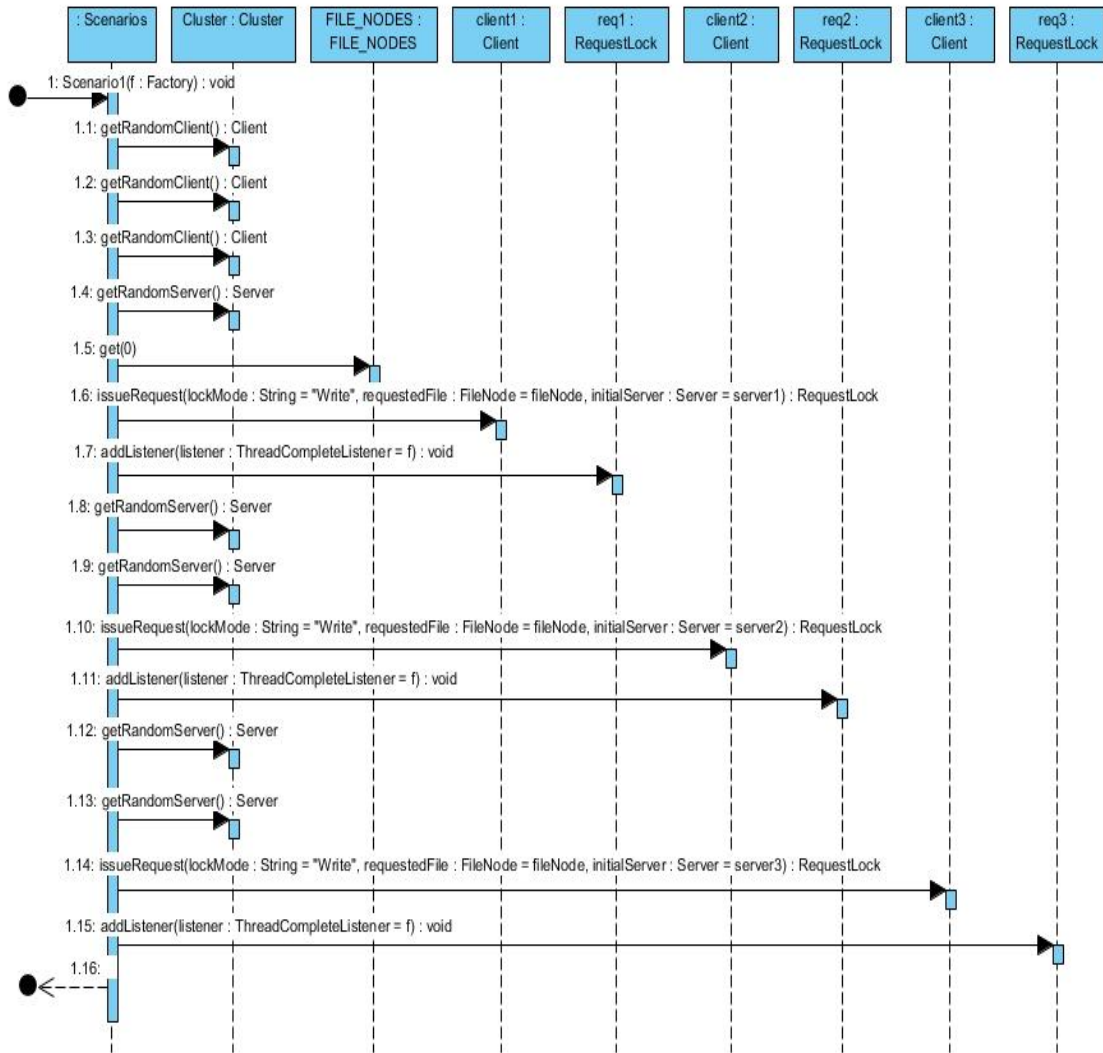 : Scenarios
Cluster : Cluster
FILE_NODES :
FILE_NODES
client1 :
Client
req1 :
RequestLock
client2 :
Client
req2 :
RequestLock
client3 :
Client
req3 :
RequestLock
1: Scenario1(f : Factory) : void
1.1: getRandomClient() : Client
1.2: getRandomClient() : Client
1.3: getRandomClient() : Client
1.4: getRandomServer() : Server
1.5: get(0)
1.6: issueRequest(lockMode : String = "Write", requestedFile : FileNode = fileNode, initialServer : Server = server1) : RequestLock
1.7: addListener(listener : ThreadCompleteListener = f) : void
1.8: getRandomServer() : Server
1.9: getRandomServer() : Server
1.10: issueRequest(lockMode : String = "Write", requestedFile : FileNode = fileNode, initialServer : Server = server2) : RequestLock
1.11: addListener(listener : ThreadCompleteListener = f) : void
1.12: getRandomServer() : Server
1.13: getRandomServer() : Server
1.14: issueRequest(lockMode : String = "Write", requestedFile : FileNode = fileNode, initialServer : Server = server3) : RequestLock
1.15: addListener(listener : ThreadCompleteListener = f) : void
1.16: